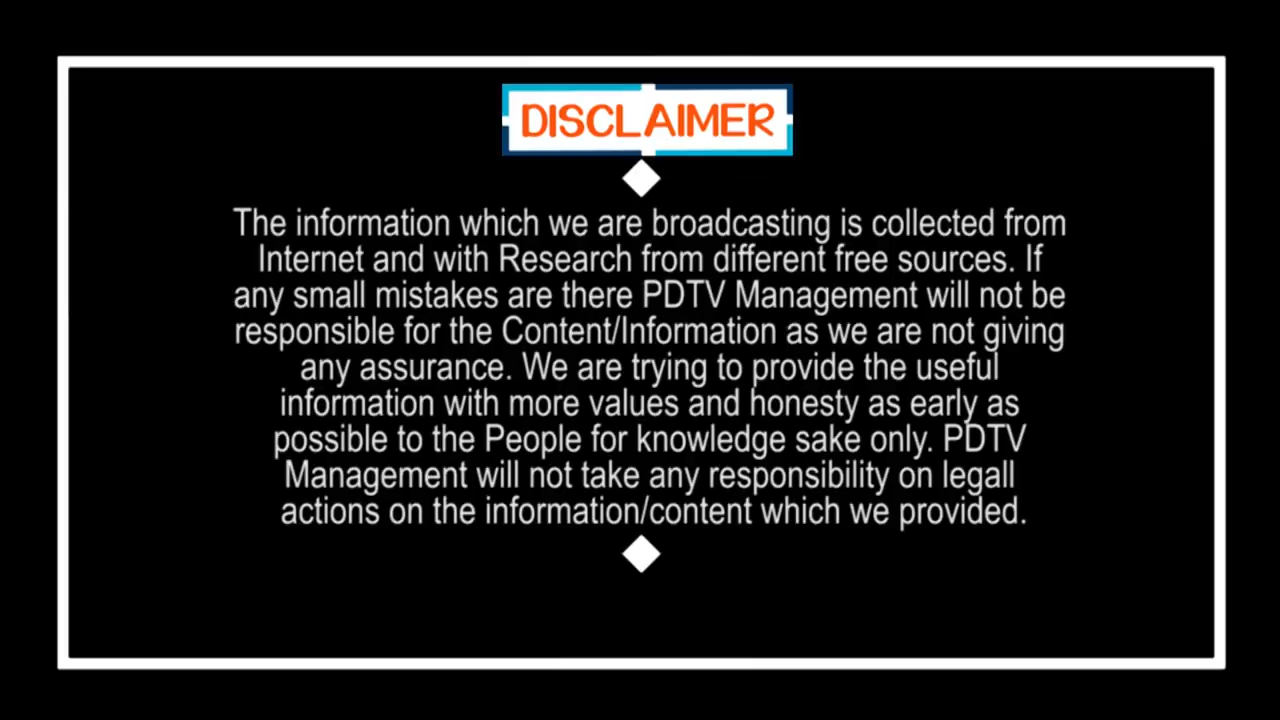 DISCLAIMER
The information which we are broadcasting is collected from
Internet and with Research from different free sources. If
any small mistakes are there PDTV Management will not be
responsible for the Content/Information as we are not giving
any assurance. We are trying to provide the useful
information with more values and honesty as early as
possible to the People for knowledge sake only. PDTV
Management will not take any responsibility on legall
actions on the information/content which we provided.